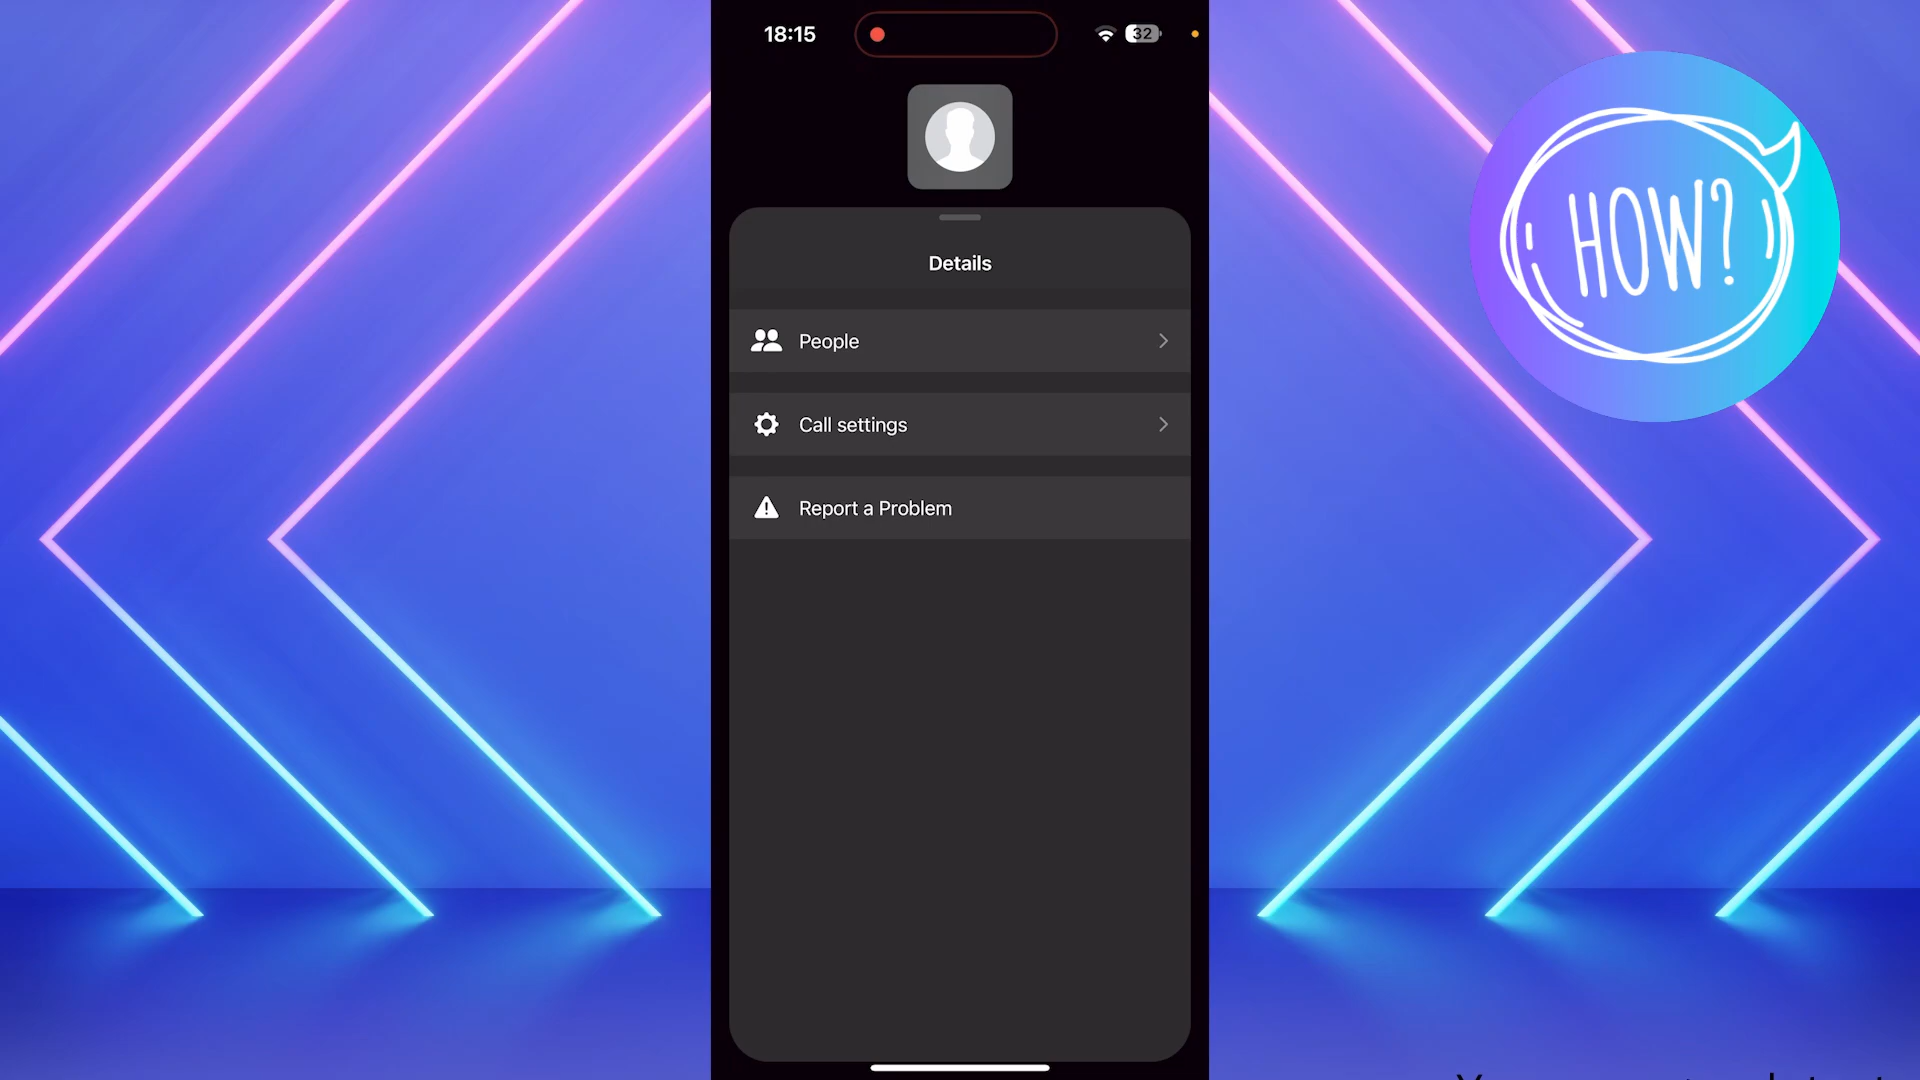 18:15
32
Details
People
Call settings
Report a Problem
HOW?